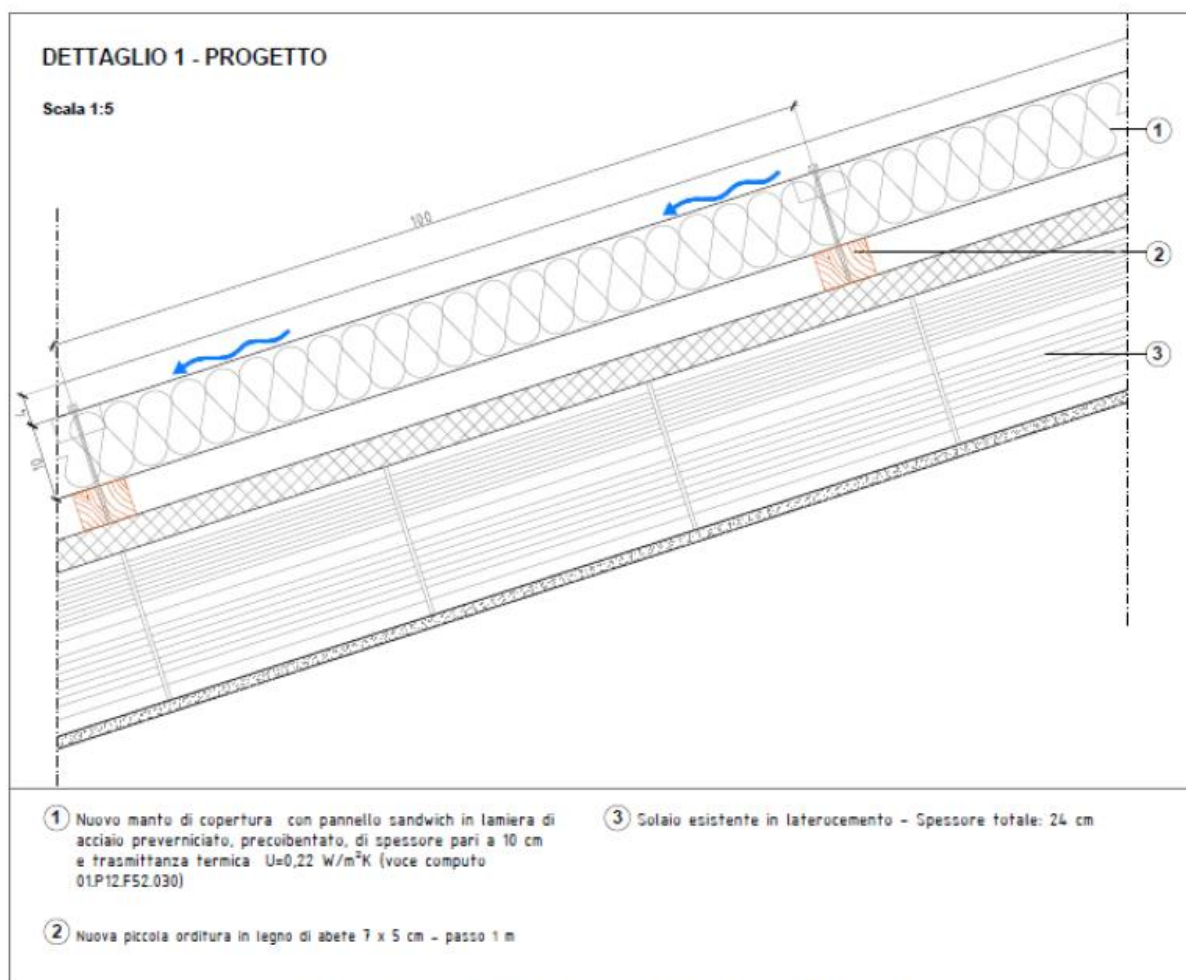 DETTAGLIO 1 - PROGETTO
Scala 1:5
1
100
2
3
4
10
1 Nuovo manto di copertura con pannello sandwich in lamiera di
acciaio preverniciato, precoibentato, di spessore pari a 10 cm
e trasmittanza termica U=0,22 W/m²K (voce computo
01.P12.F52.030)
2 Nuova piccola orditura in legno di abete 7 x 5 cm - passo 1 m
3 Solaio esistente in laterocemento - Spessore totale: 24 cm